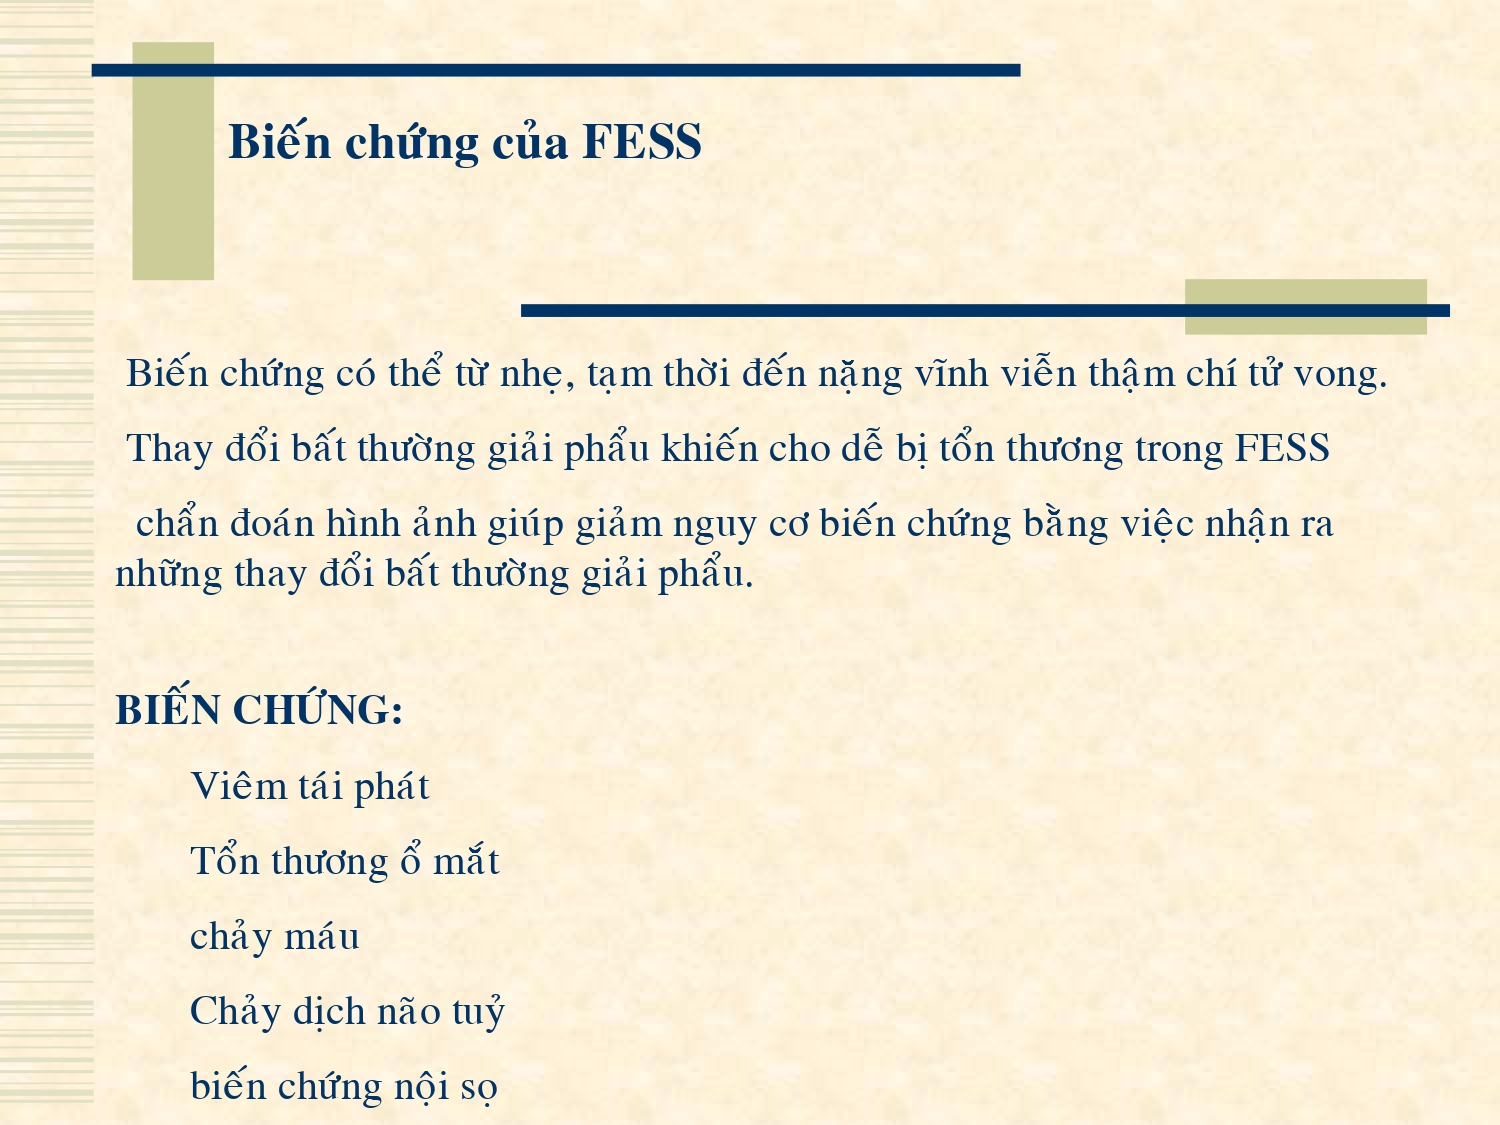 Biến chứng của FESS
Biến chứng có thể từ nhẹ, tạm thời đến nặng vĩnh viễn thậm chí tử vong.
Thay đổi bất thường giải phẩu khiến cho dễ bị tổn thương trong FESS
chẩn đoán hình ảnh giúp giảm nguy cơ biến chứng bằng việc nhận ra
những thay đổi bất thường giải phẩu.
BIẾN CHỨNG:
Viêm tái phát
Tổn thương ổ mắt
chảy máu
Chảy dịch não tuỷ
biến chứng nội sọ